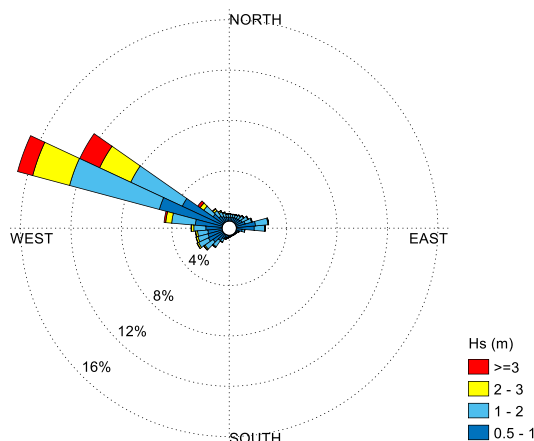 NORTH
WEST
EAST
4%
8%
12%
16%
SOUTH
Hs (m)
>=3
2 - 3
1 - 2
0.5 - 1